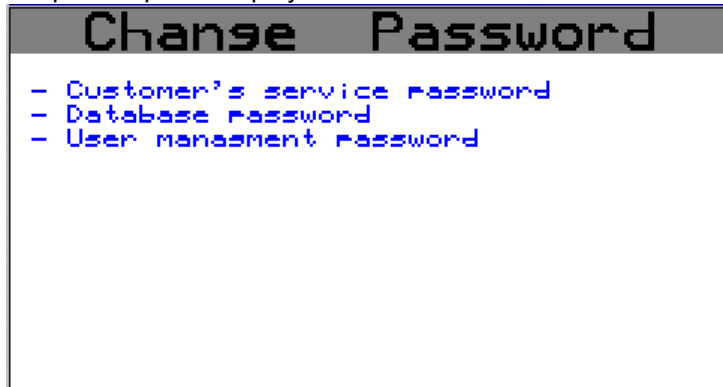 Change Password
- Customer's service password
- Database password
- User managment password